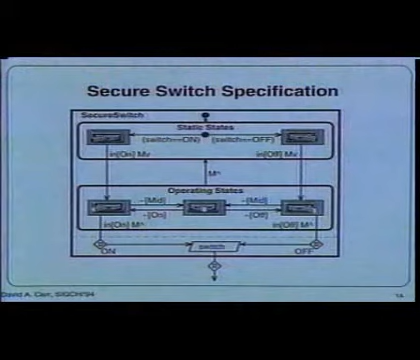 Secure Switch Specification
SecureSwitch
Static States
(switch==ON) (switch==OFF)
in[On] Mv in[Off] Mv
M^
Operating States
~[Mid] ~[Mid]
~[On] ~[Off]
in[On] M^ in[Off] M^
ON switch OFF
David A. Carr, SIGCHI'94